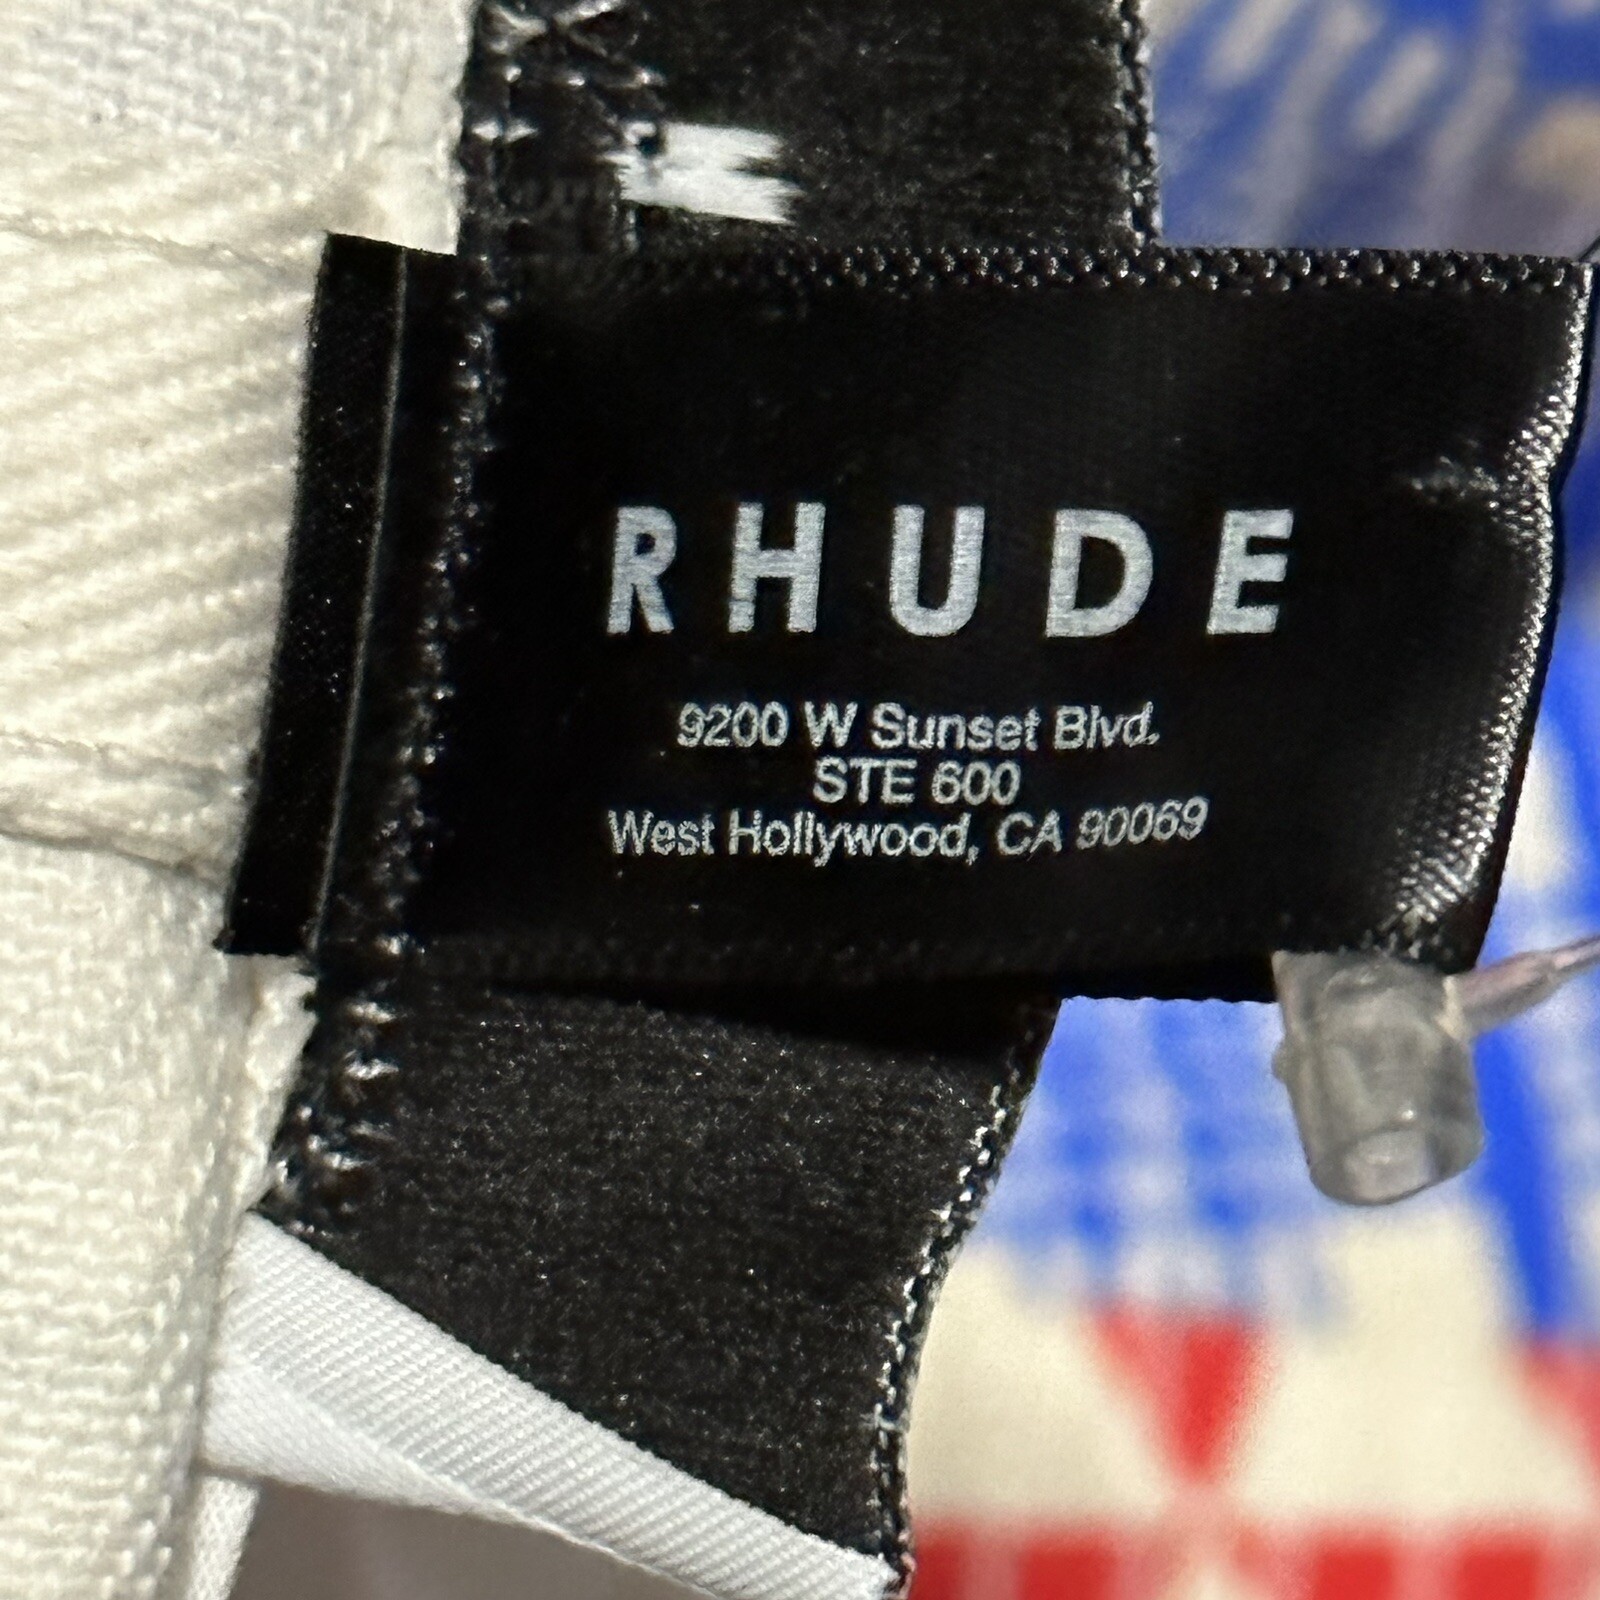 RHUDE
9200 W Sunset Blvd.
STE 600
West Hollywood, CA 90069